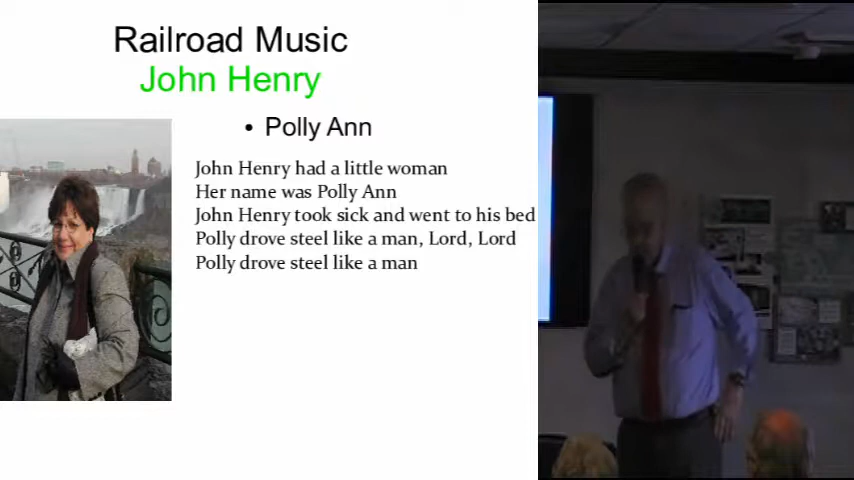 Railroad Music
John Henry
• Polly Ann
John Henry had a little woman
Her name was Polly Ann
John Henry took sick and went to his bed
Polly drove steel like a man, Lord, Lord
Polly drove steel like a man